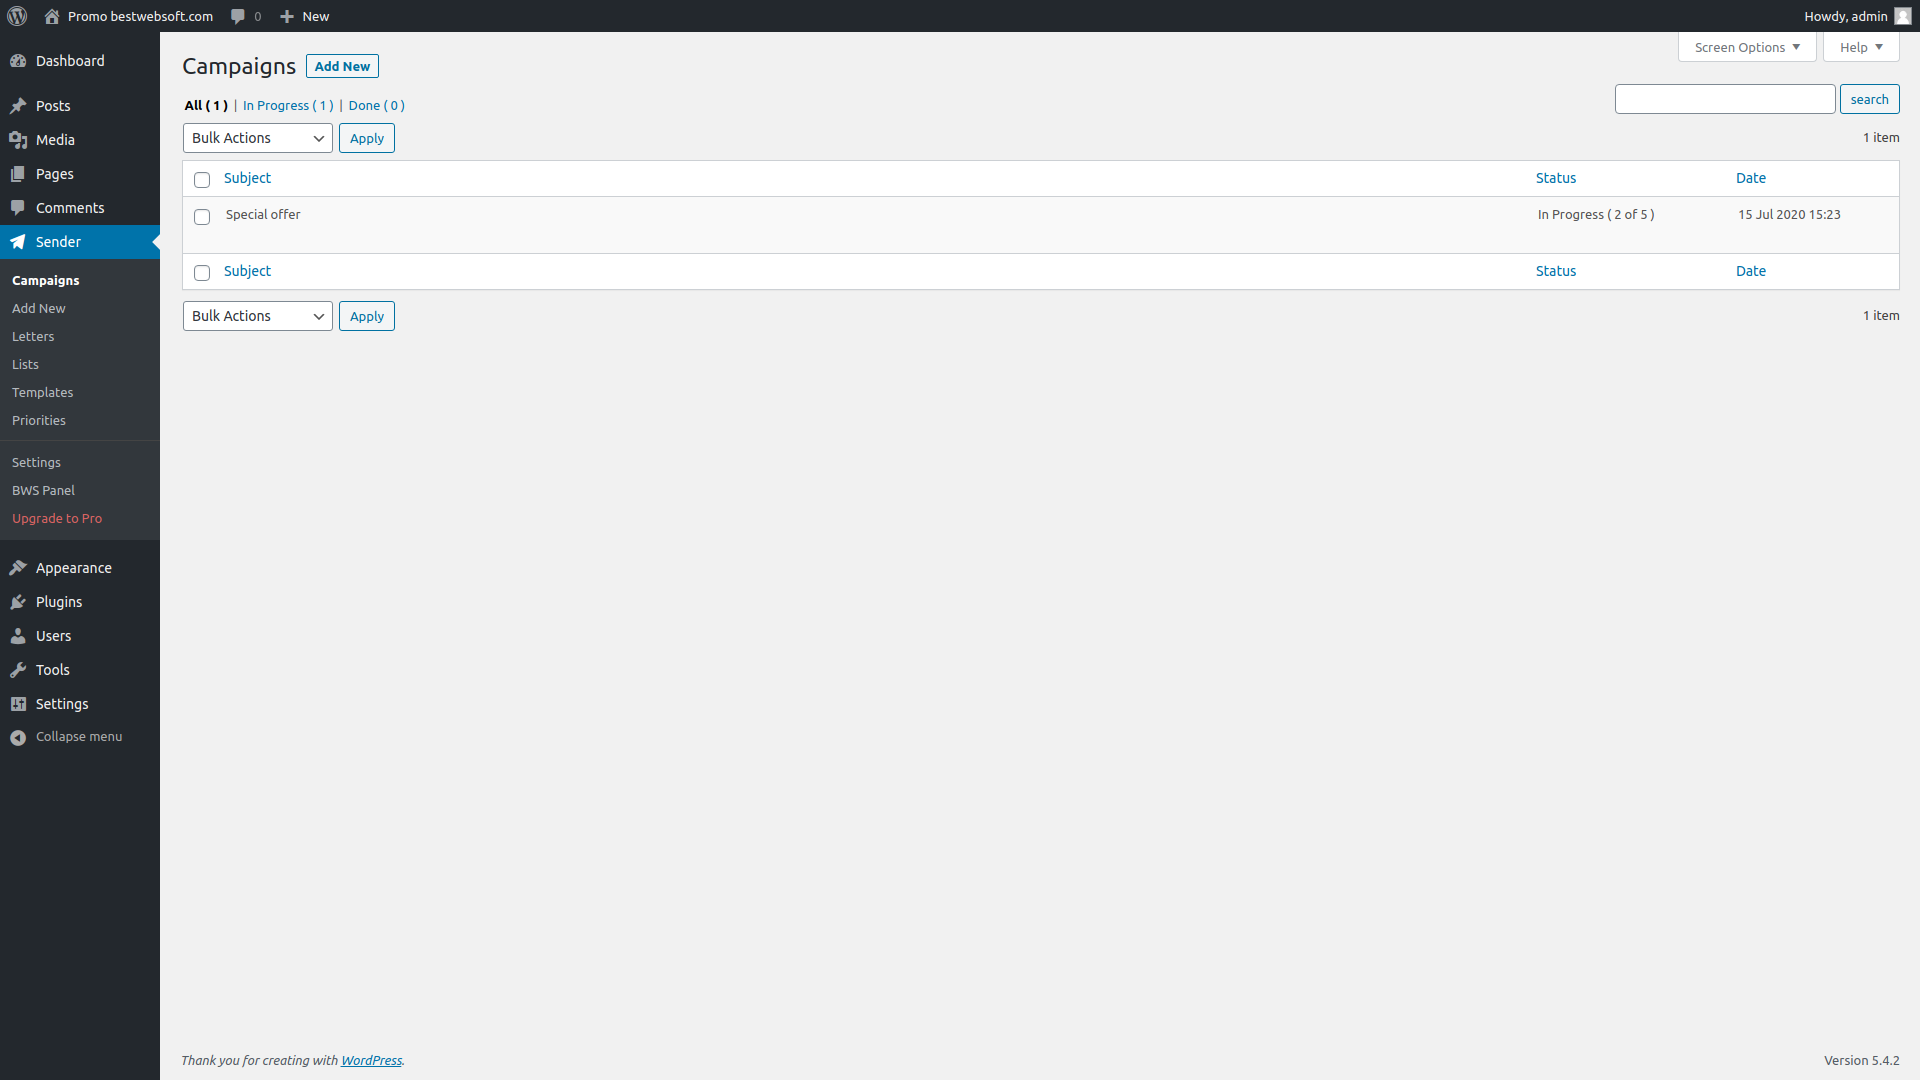 Promo bestwebsoft.com 0 New Howdy, admin
Screen Options Help
Dashboard
Posts
Media
Pages
Comments
Sender
Campaigns
Add New
Letters
Lists
Templates
Priorities
Settings
BWS Panel
Upgrade to Pro
Appearance
Plugins
Users
Tools
Settings
Collapse menu
Campaigns Add New
All ( 1 ) | In Progress ( 1 ) | Done ( 0 )
search
Bulk Actions Apply 1 item
Subject Status Date
Special offer In Progress ( 2 of 5 ) 15 Jul 2020 15:23
Subject Status Date
Bulk Actions Apply 1 item
Thank you for creating with WordPress. Version 5.4.2